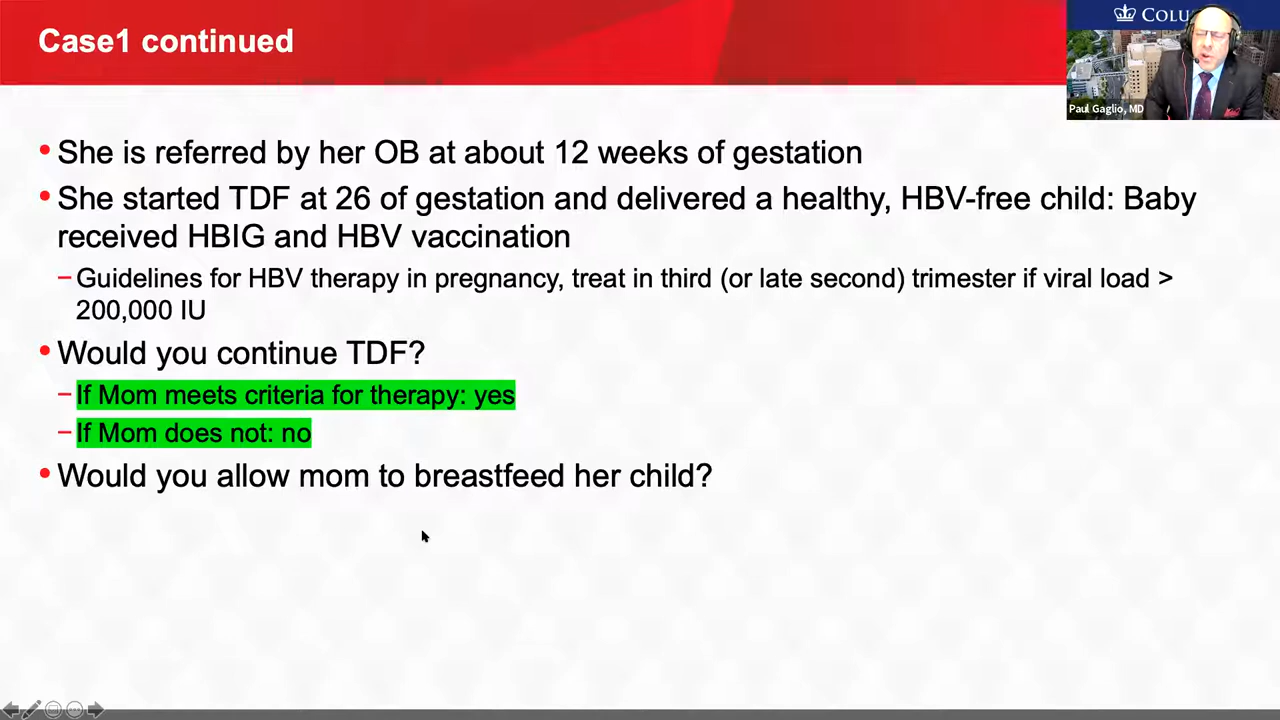 Case1 continued
COLU
Paul Gaglio, MD
• She is referred by her OB at about 12 weeks of gestation
• She started TDF at 26 of gestation and delivered a healthy, HBV-free child: Baby
received HBIG and HBV vaccination
– Guidelines for HBV therapy in pregnancy, treat in third (or late second) trimester if viral load >
200,000 IU
• Would you continue TDF?
– If Mom meets criteria for therapy: yes
– If Mom does not: no
• Would you allow mom to breastfeed her child?